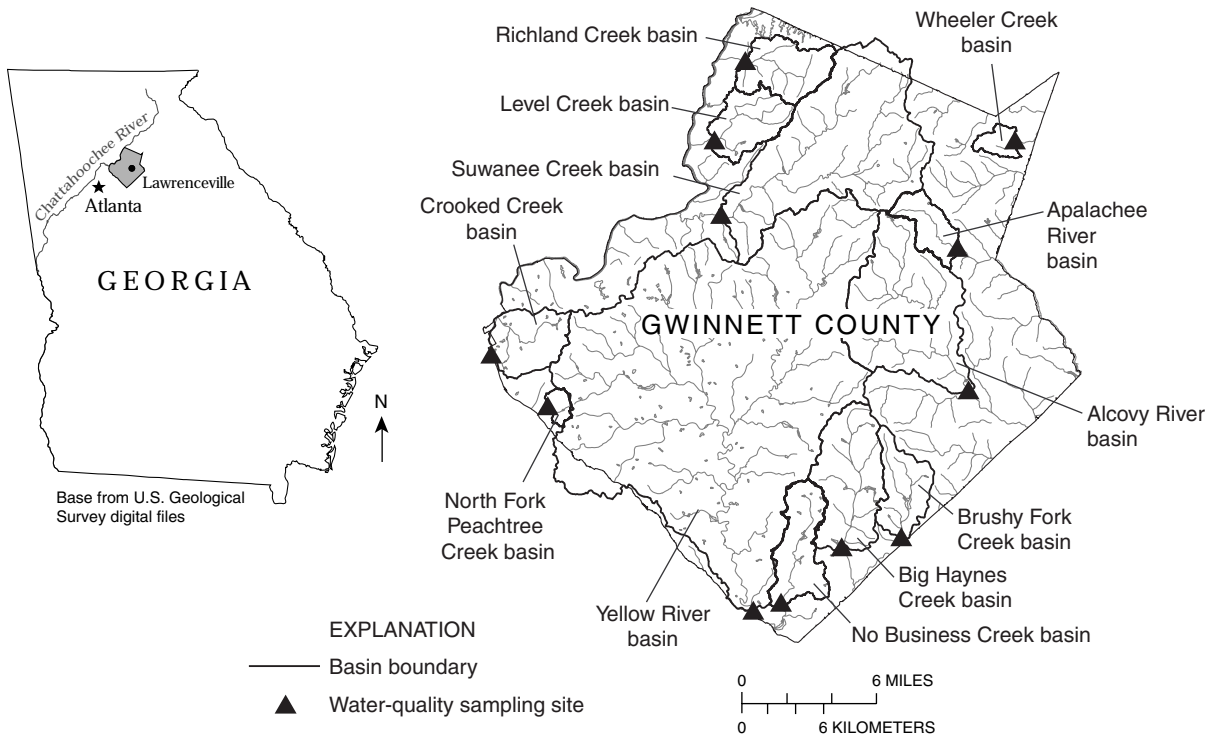 Chattahoochee River
Lawrenceville
Atlanta
GEORGIA
N
Base from U.S. Geological
Survey digital files
Richland Creek basin
Wheeler Creek
basin
Level Creek basin
Suwanee Creek basin
Crooked Creek
basin
Apalachee
River
basin
GWINNETT COUNTY
Alcovy River
basin
North Fork
Peachtree
Creek basin
Brushy Fork
Creek basin
Big Haynes
Creek basin
Yellow River
basin
No Business Creek basin
EXPLANATION
Basin boundary
Water-quality sampling site
0 6 MILES
0 6 KILOMETERS